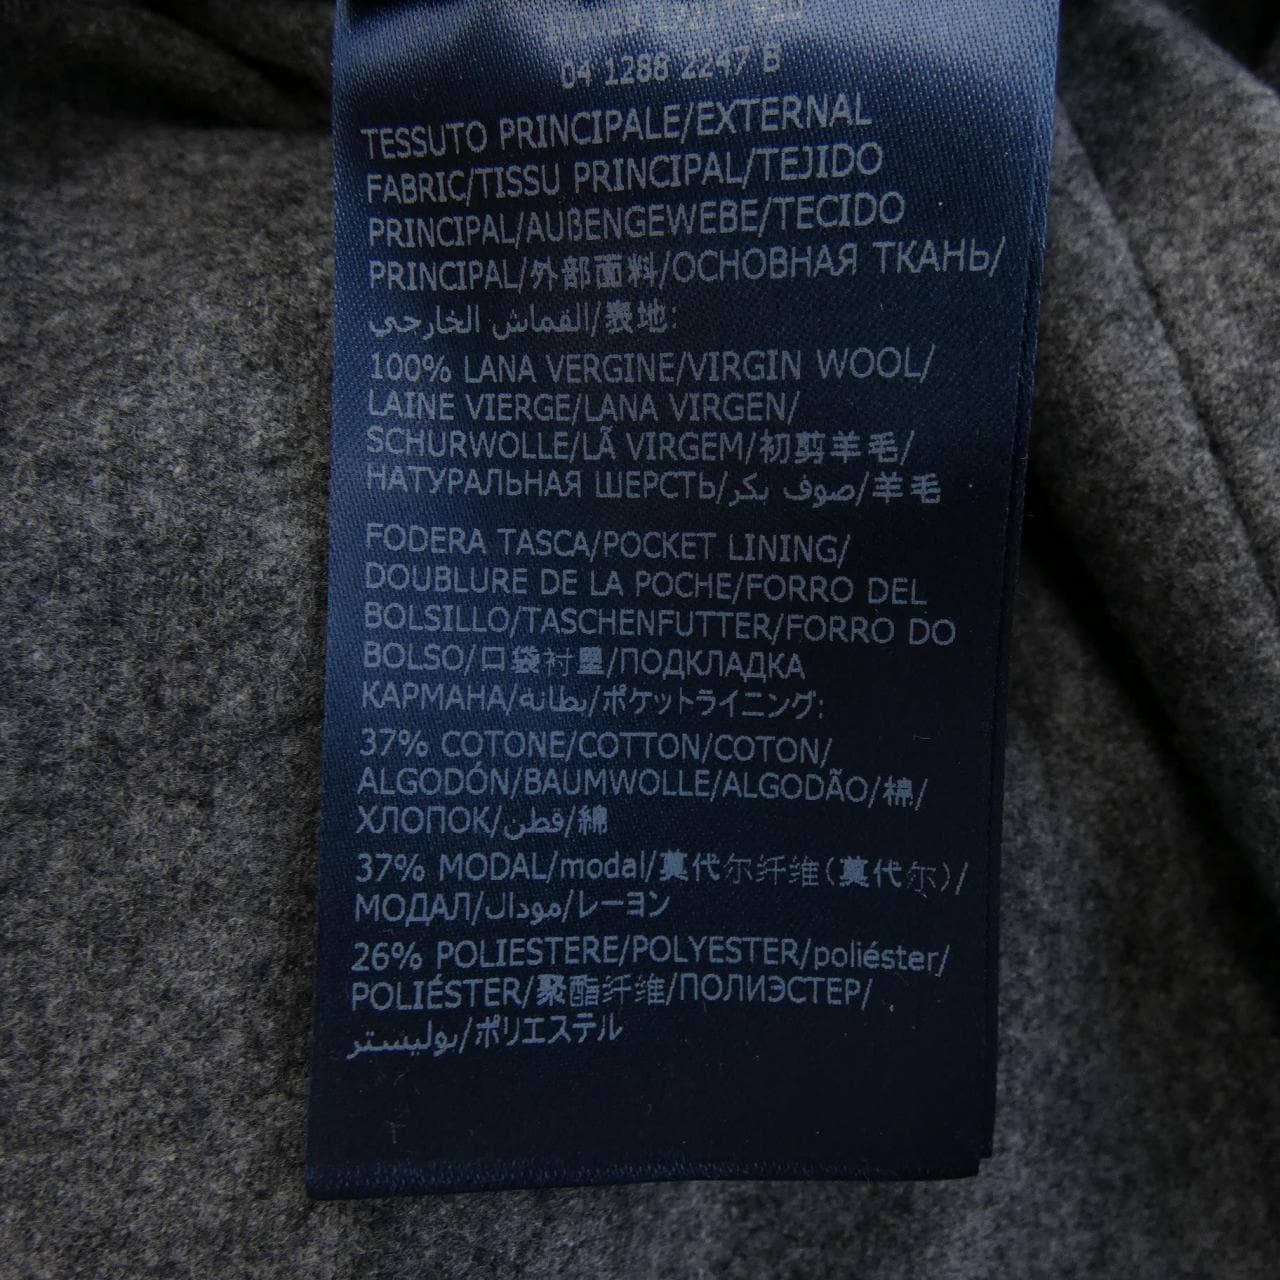 04 1288 2247 B
TESSUTO PRINCIPALE/EXTERNAL
FABRIC/TISSU PRINCIPAL/TEJIDO
PRINCIPAL/AUßENGEWEBE/TECIDO
PRINCIPAL/外部面料/ОСНОВНАЯ ТКАНЬ/
القماش الخارجي/表地:
100% LANA VERGINE/VIRGIN WOOL/
LAINE VIERGE/LANA VIRGEN/
SCHURWOLLE/LÃ VIRGEM/初剪羊毛/
НАТУРАЛЬНАЯ ШЕРСТЬ/صوف بكر/羊毛
FODERA TASCA/POCKET LINING/
DOUBLURE DE LA POCHE/FORRO DEL
BOLSILLO/TASCHENFUTTER/FORRO DO
BOLSO/口袋衬里/ПОДКЛАДКА
КАРМАНА/بطانه/ポケットライニング:
37% COTONE/COTTON/COTON/
ALGODÓN/BAUMWOLLE/ALGODÃO/棉/
ХЛОПОК/قطن/綿
37% MODAL/modal/莫代尔纤维(莫代尔)/
МОДАЛ/مودال/レーヨン
26% POLIESTERE/POLYESTER/poliéster/
POLIÉSTER/聚酯纤维/ПОЛИЭСТЕР/
بوليستر/ポリエステル